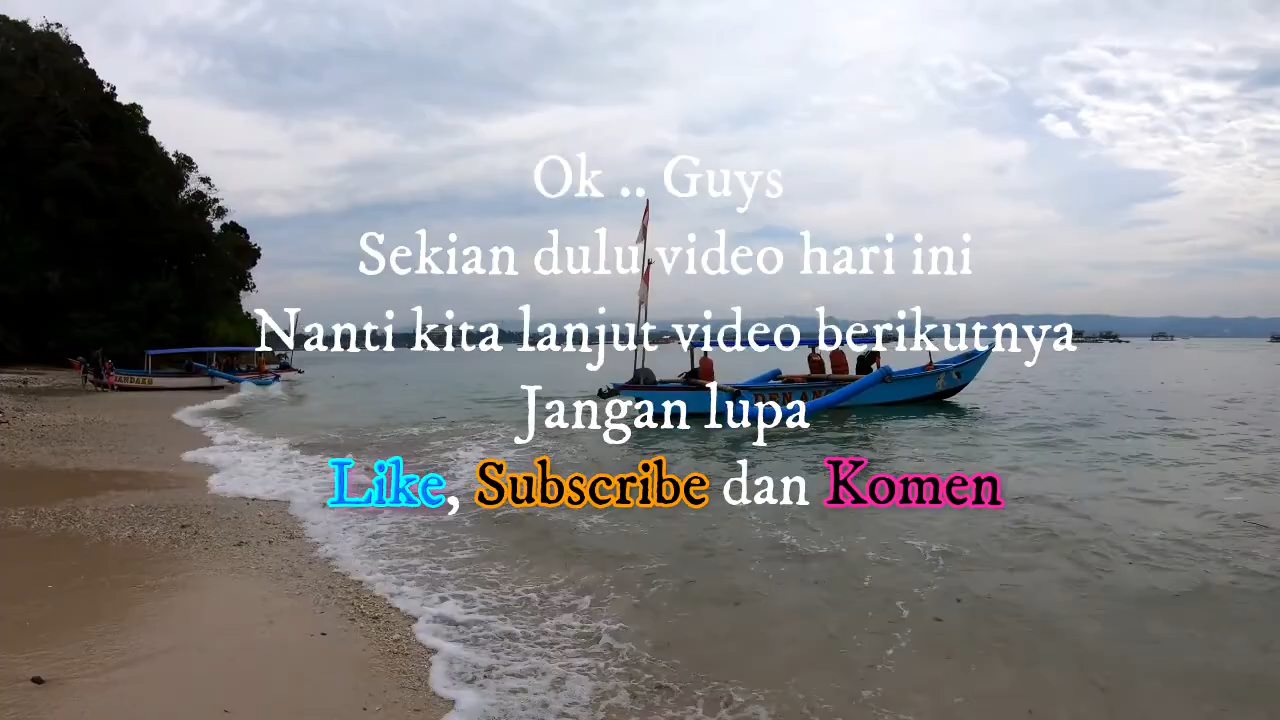 Ok .. Guys
Sekian dulu video hari ini
Nanti kita lanjut video berikutnya
Jangan lupa
Like, Subscribe dan Komen